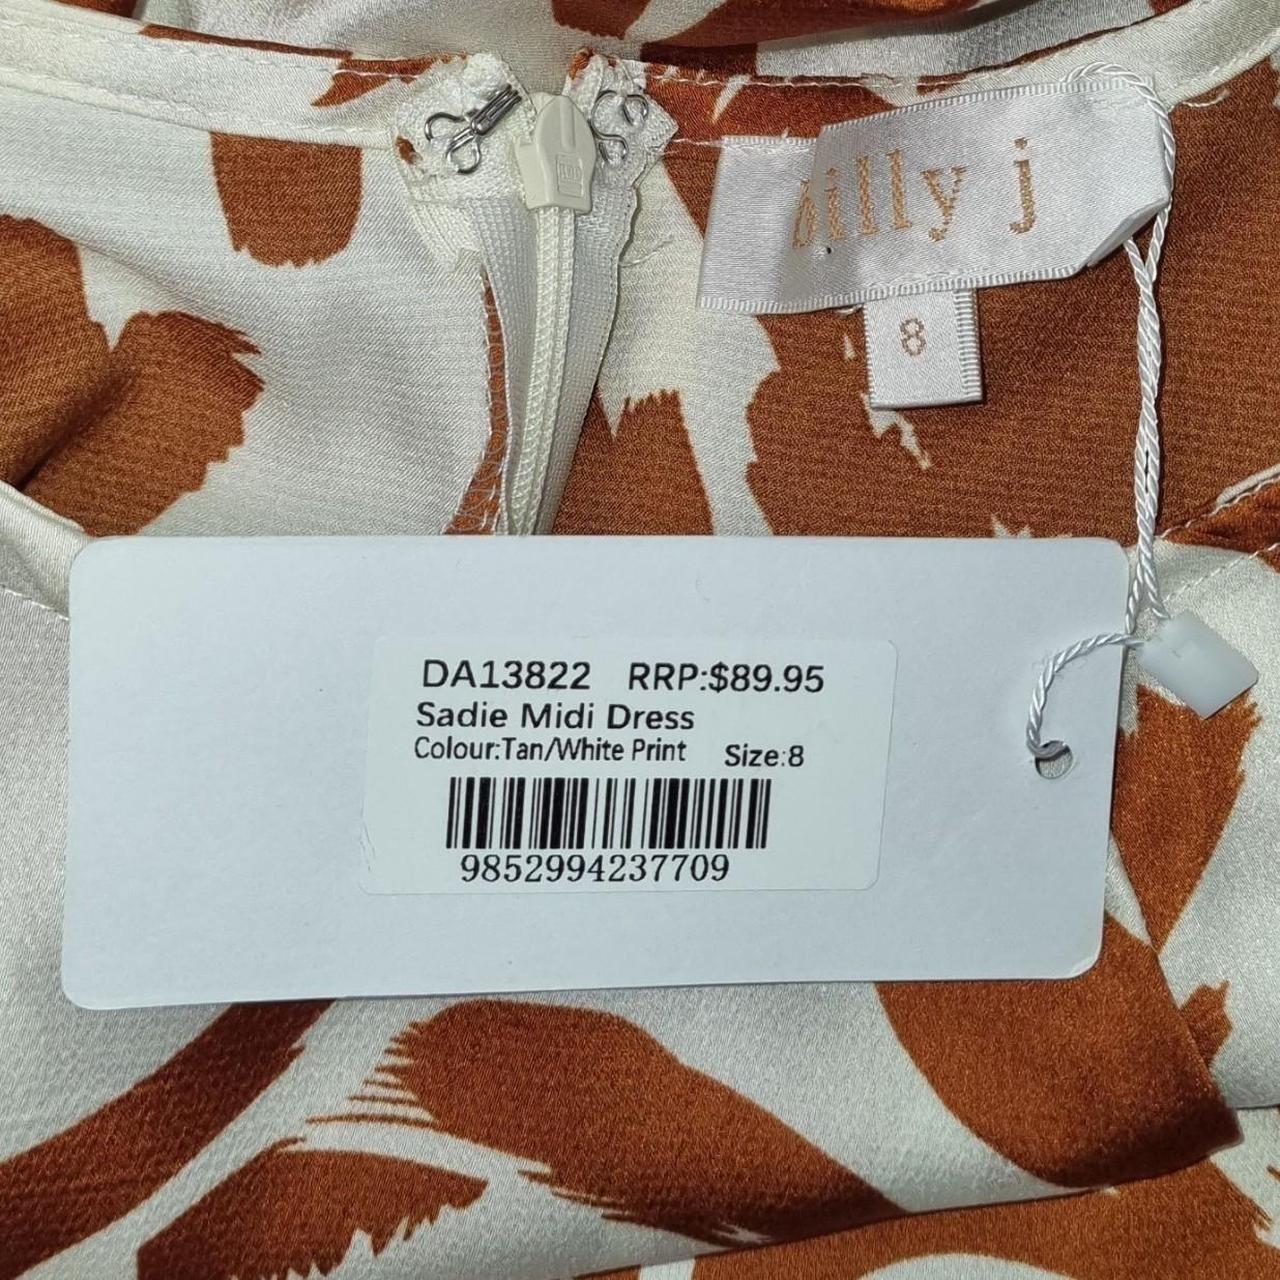 billy j
8
DA13822 RRP:$89.95
Sadie Midi Dress
Colour:Tan/White Print Size:8
9852994237709